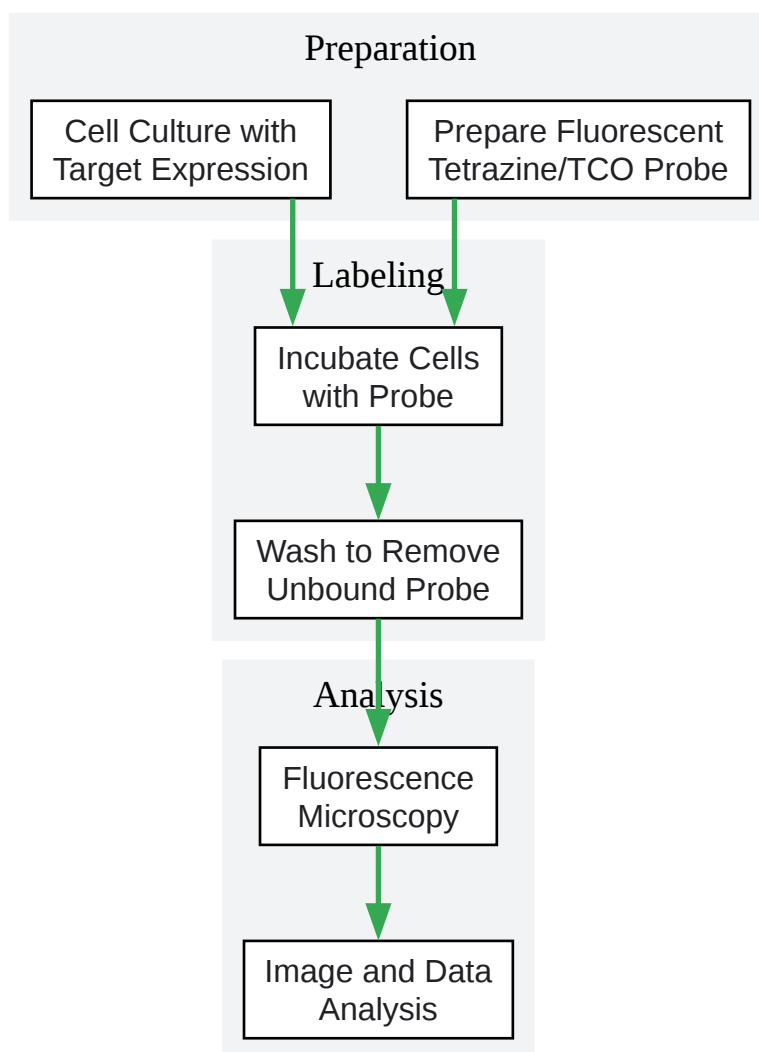 Preparation
Cell Culture with
Target Expression
Prepare Fluorescent
Tetrazine/TCO Probe
Labeling
Incubate Cells
with Probe
Wash to Remove
Unbound Probe
Analysis
Fluorescence
Microscopy
Image and Data
Analysis